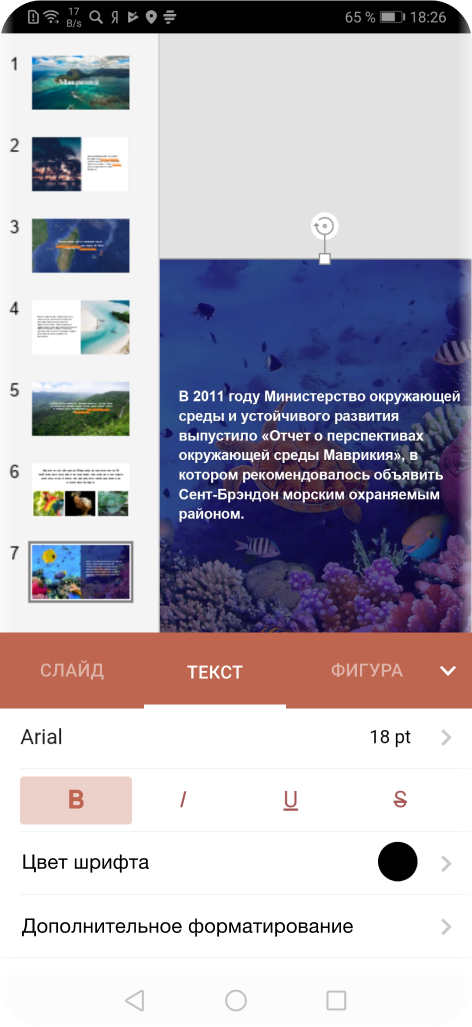 17
B/s
Я
65 %
18:26
1
Маврикий
2
3
4
5
6
7
В 2011 году Министерство окружающей
среды и устойчивого развития
выпустило «Отчет о перспективах
окружающей среды Маврикия», в
котором рекомендовалось объявить
Сент-Брэндон морским охраняемым
районом.
СЛАЙД
ТЕКСТ
ФИГУРА
Arial
18 pt
B
I
U
S
Цвет шрифта
Дополнительное форматирование